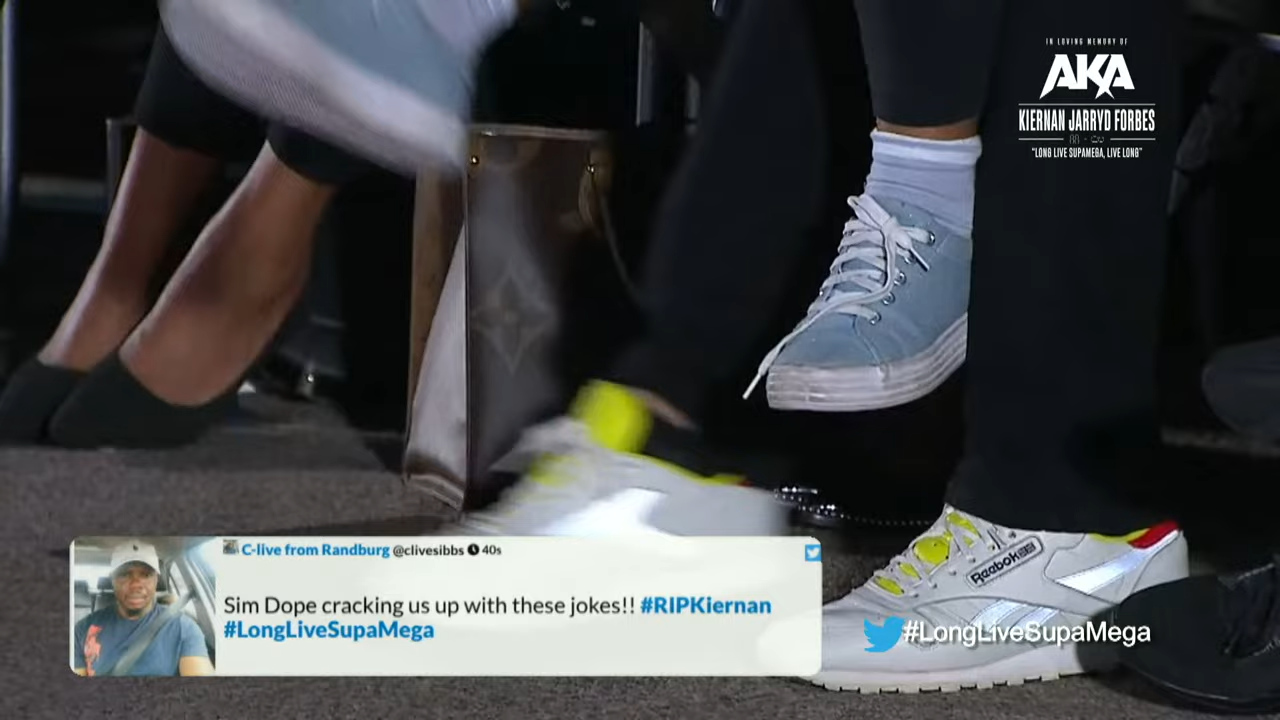 IN LOVING MEMORY OF
AKA
KIERNAN JARRYD FORBES
"LONG LIVE SUPAMEGA, LIVE LONG"
C-live from Randburg @clivesibbs 40s
Sim Dope cracking us up with these jokes!! #RIPKiernan
#LongLiveSupaMega
Reebok
#LongLiveSupaMega